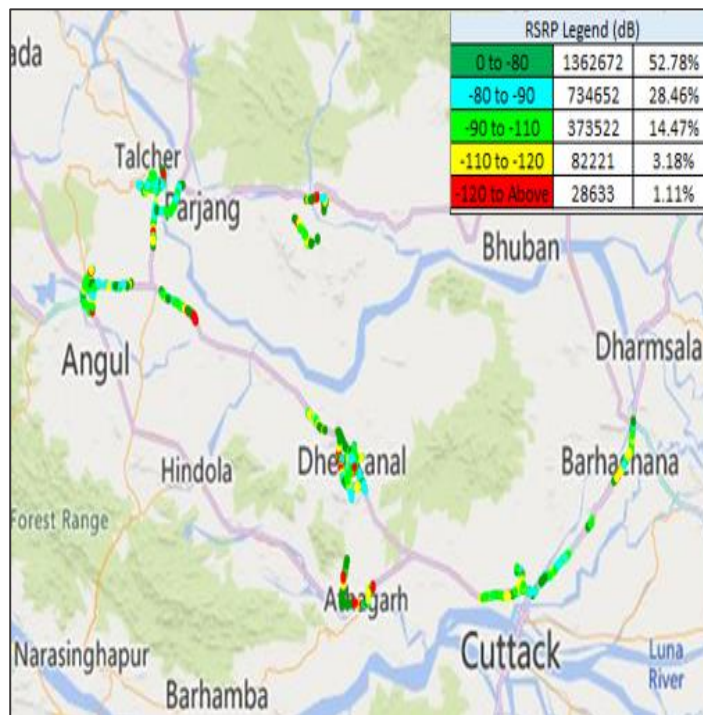 ada
RSRP Legend (dB)
0 to -80 1362672 52.78%
-80 to -90 734652 28.46%
-90 to -110 373522 14.47%
-110 to -120 82221 3.18%
-120 to Above 28633 1.11%
Talcher
Parjang
Bhuban
Angul
Dharmsala
Hindola
Barha
Forest Range
Cuttack
Narasinghapur
Luna
River
Barhamba